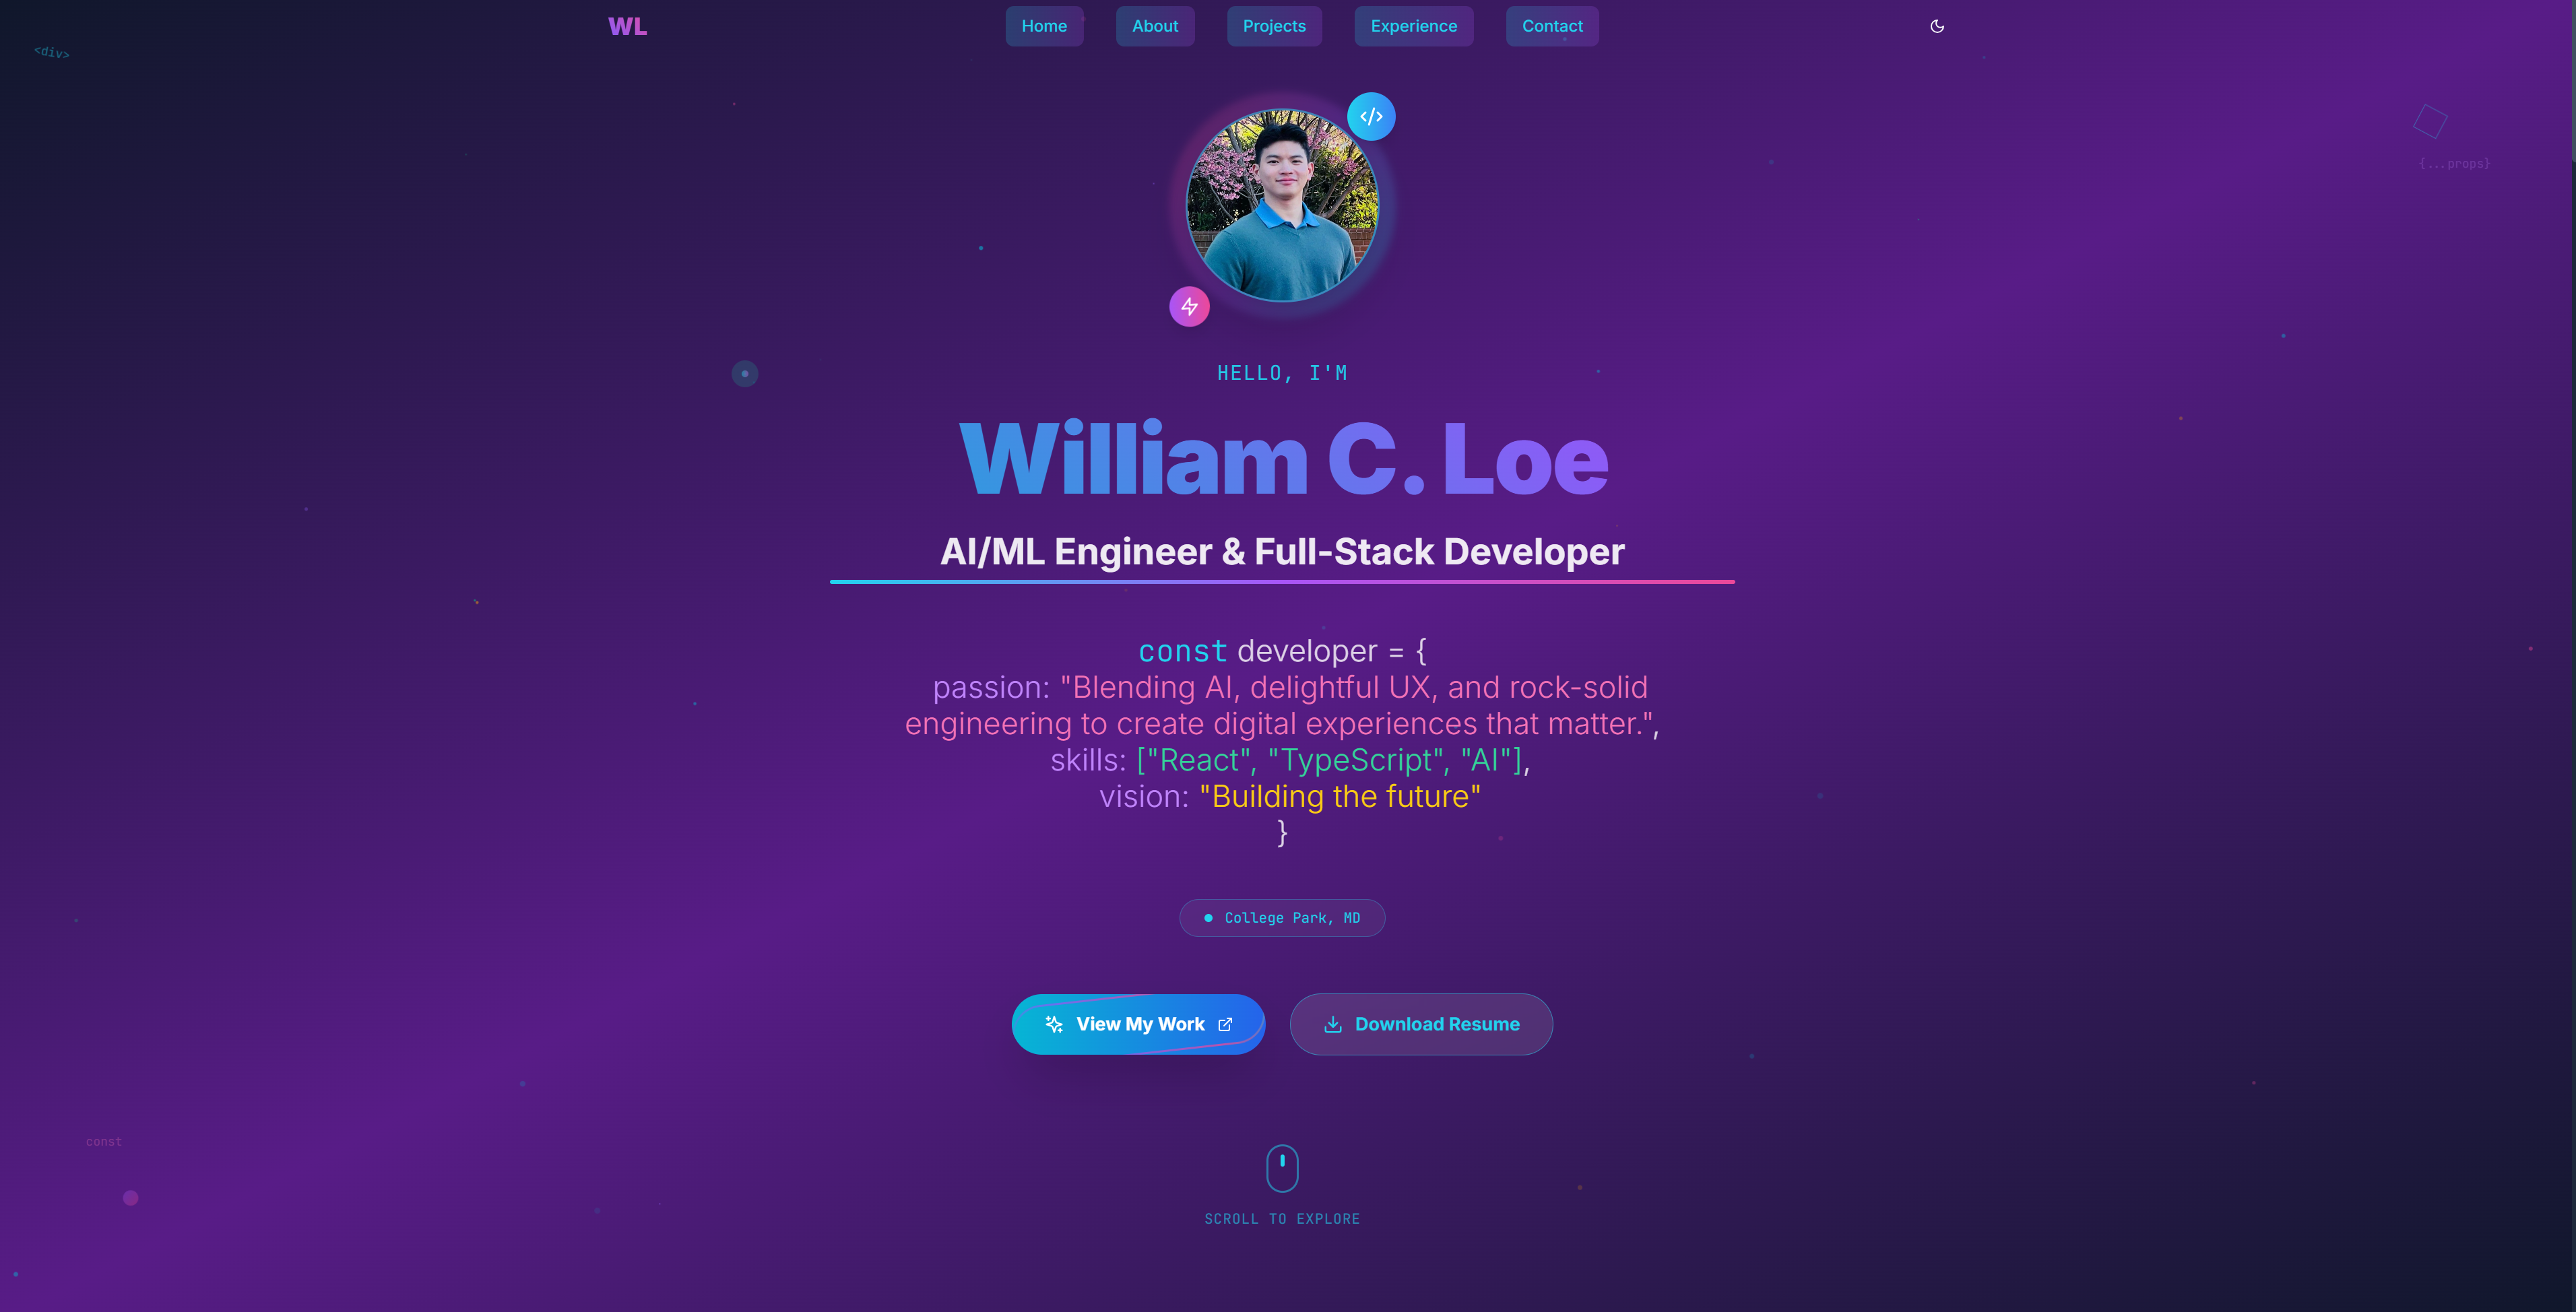 WL
Home
About
Projects
Experience
Contact
<div>
{...props}
HELLO, I'M
William C. Loe
AI/ML Engineer & Full-Stack Developer
const developer = {
passion: "Blending AI, delightful UX, and rock-solid
engineering to create digital experiences that matter.",
skills: ["React", "TypeScript", "AI"],
vision: "Building the future"
}
College Park, MD
View My Work
Download Resume
const
SCROLL TO EXPLORE